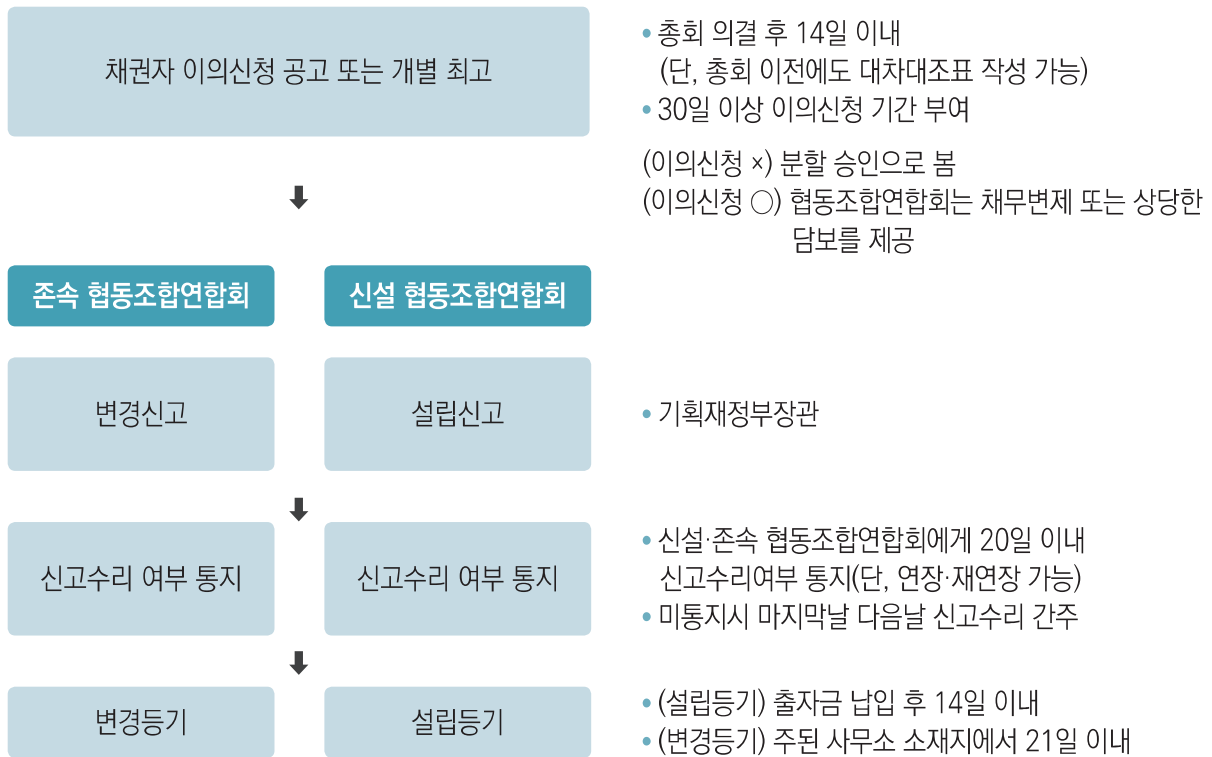 채권자 이의신청 공고 또는 개별 최고
• 총회 의결 후 14일 이내
(단, 총회 이전에도 대차대조표 작성 가능)
• 30일 이상 이의신청 기간 부여
(이의신청 ×) 분할 승인으로 봄
(이의신청 ○) 협동조합연합회는 채무변제 또는 상당한
담보를 제공
존속 협동조합연합회
신설 협동조합연합회
변경신고
설립신고
• 기획재정부장관
신고수리 여부 통지
신고수리 여부 통지
• 신설·존속 협동조합연합회에게 20일 이내
신고수리여부 통지(단, 연장·재연장 가능)
• 미통지시 마지막날 다음날 신고수리 간주
변경등기
설립등기
• (설립등기) 출자금 납입 후 14일 이내
• (변경등기) 주된 사무소 소재지에서 21일 이내